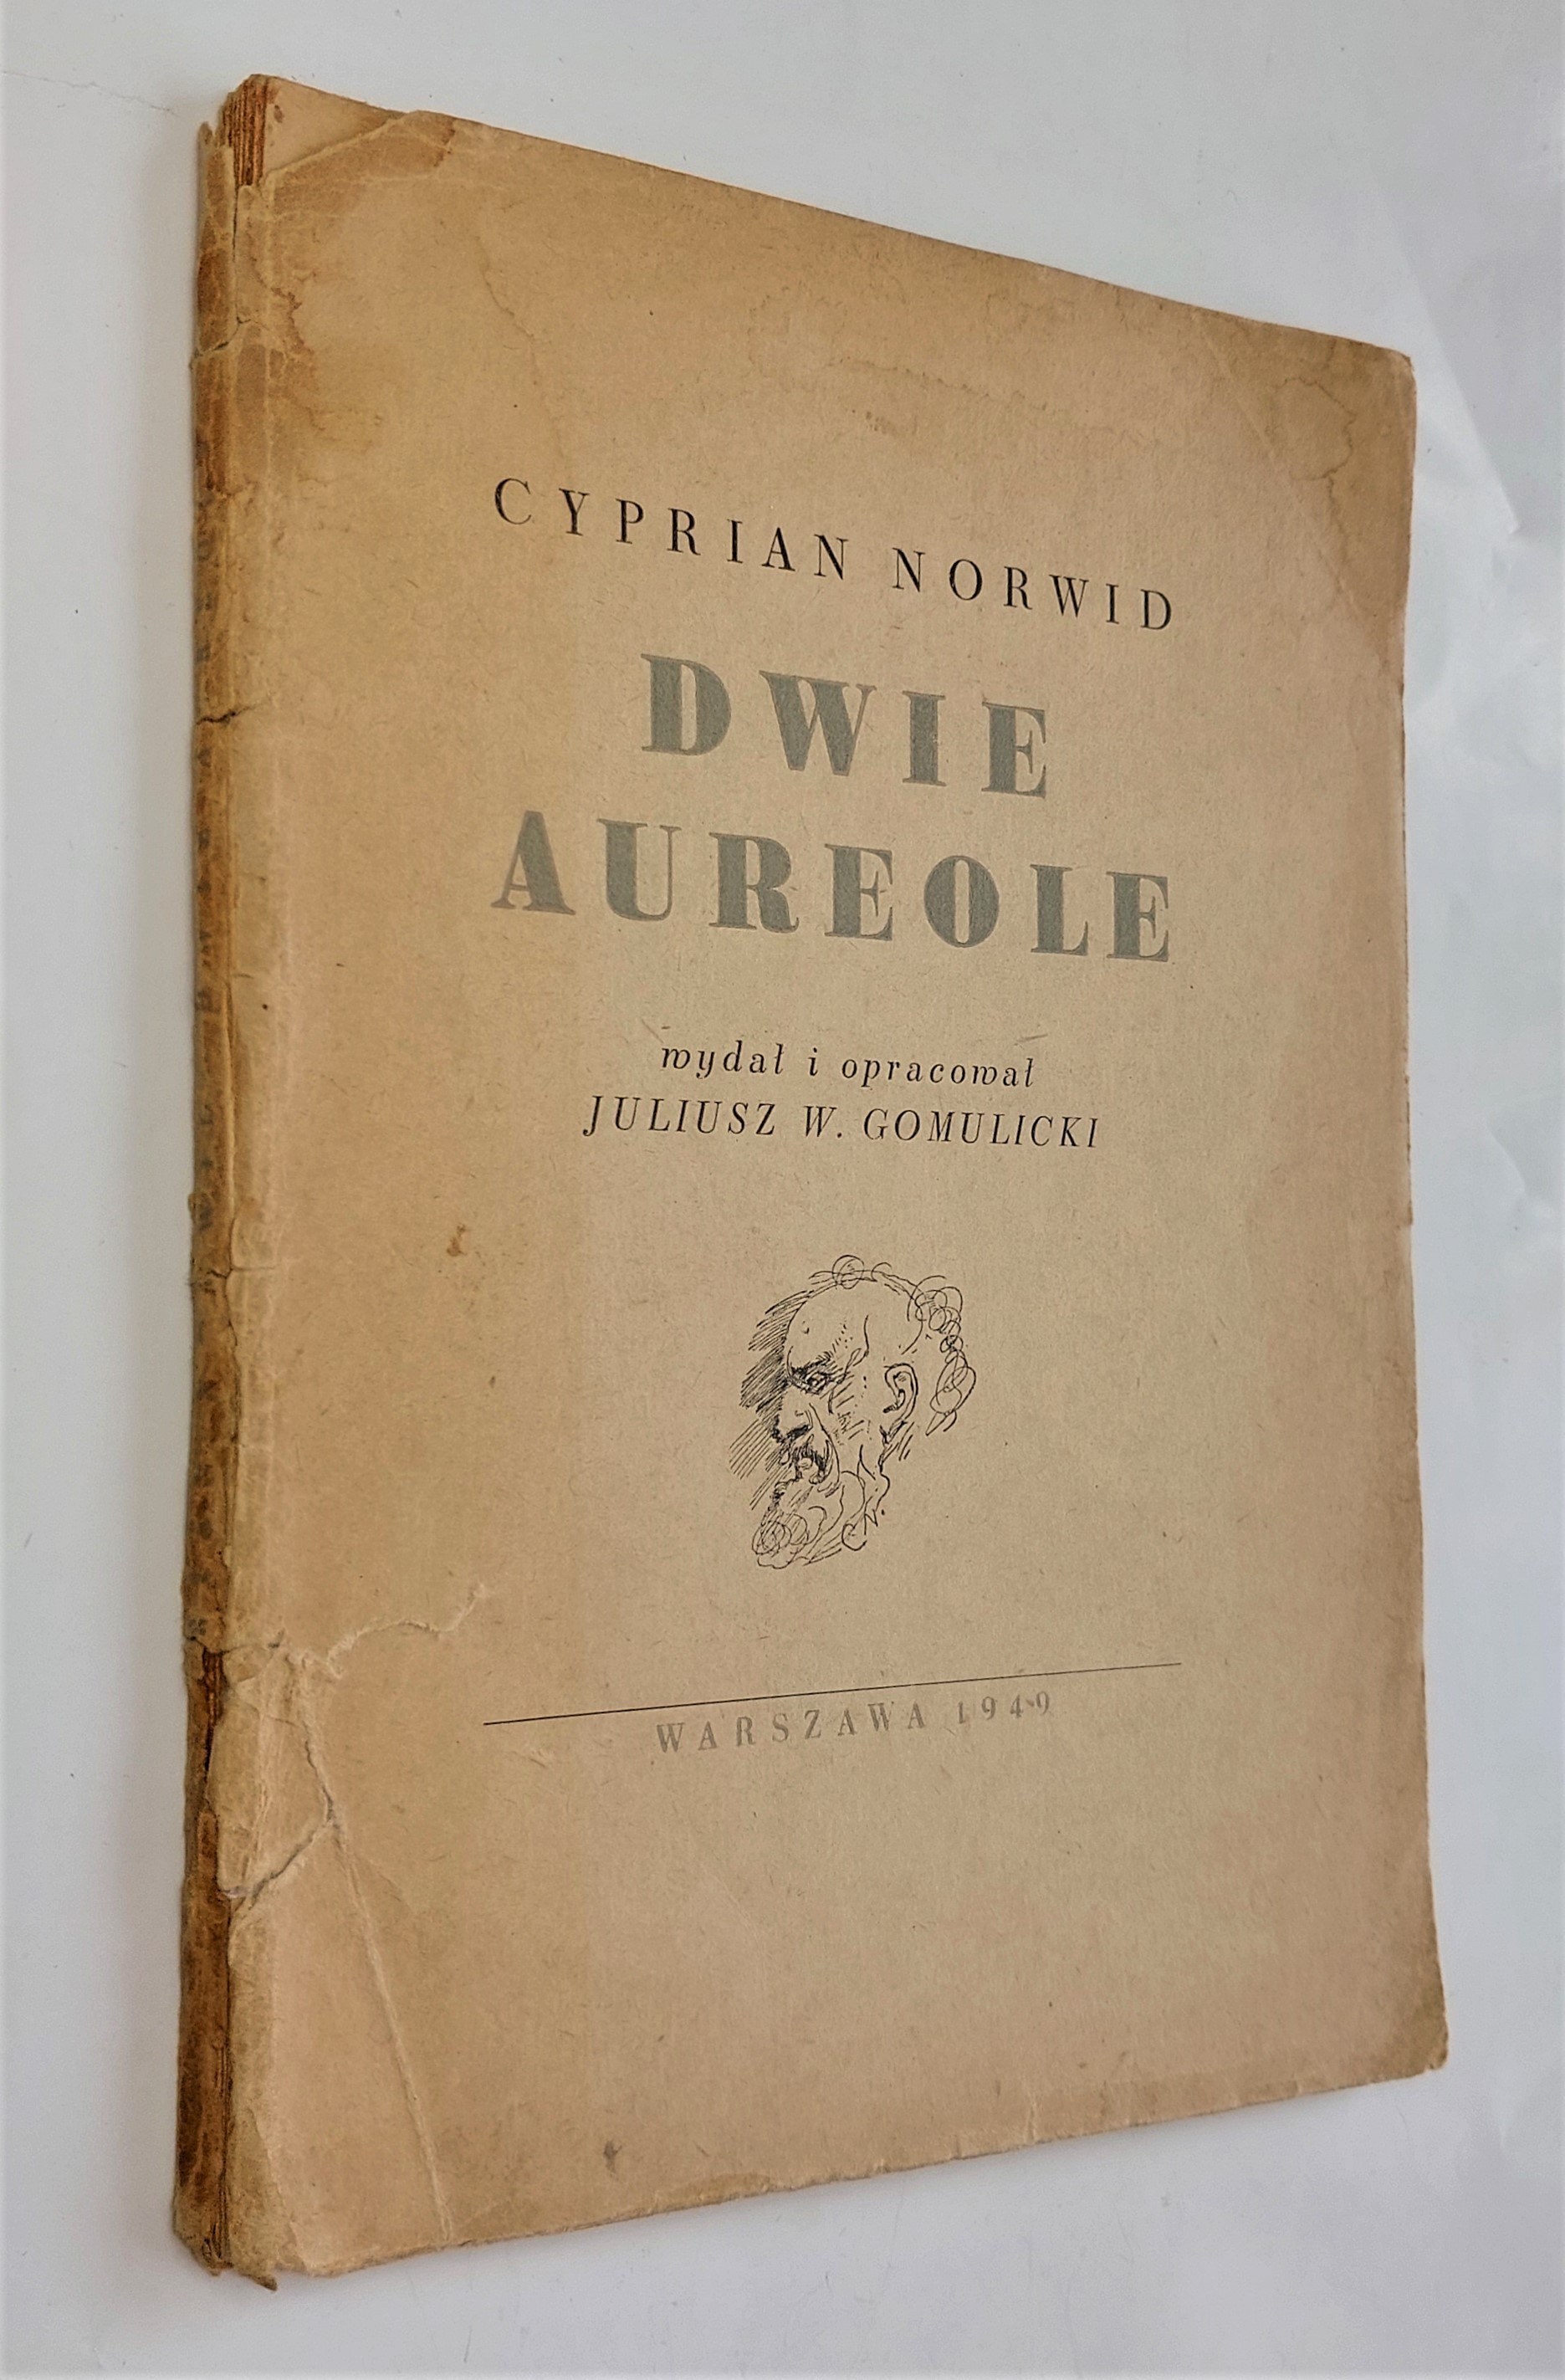 CYPRIAN NORWID
DWIE
AUREOLE
wydał i opracował
JULIUSZ W. GOMULICKI
C.N.
WARSZAWA 1949